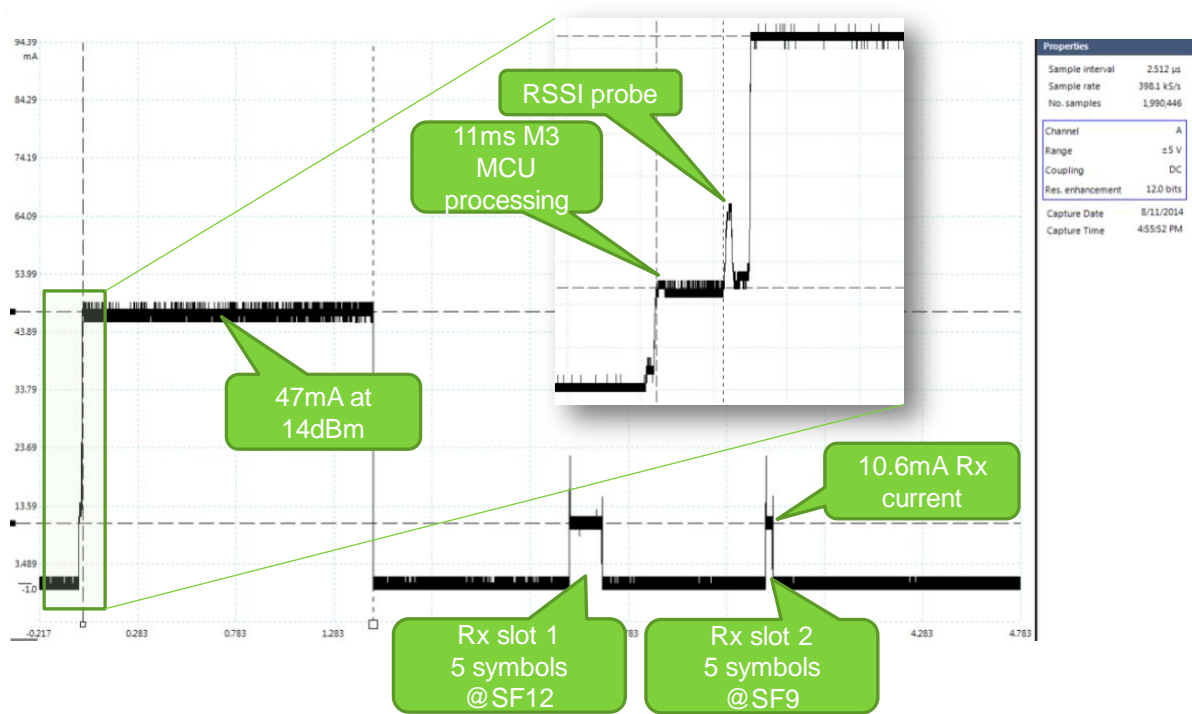 94.39
mA
84.29
74.19
64.09
53.99
43.89
33.79
23.69
13.59
3.489
-1.0
-0.217
0.283
0.783
1.283
783
4.283
4.783
RSSI probe
11ms M3
MCU
processing
47mA at
14dBm
10.6mA Rx
current
Rx slot 1
5 symbols
@SF12
Rx slot 2
5 symbols
@SF9
Properties
Sample interval 2.512 µs
Sample rate 398.1 kS/s
No. samples 1,990,446
Channel A
Range ±5 V
Coupling DC
Res. enhancement 12.0 bits
Capture Date 8/11/2014
Capture Time 4:55:52 PM